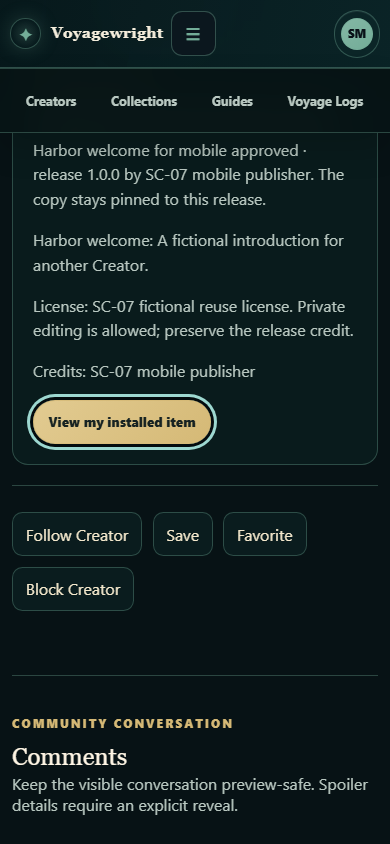 Voyagewright
SM
Creators Collections Guides Voyage Logs
Harbor welcome for mobile approved ·
release 1.0.0 by SC-07 mobile publisher. The
copy stays pinned to this release.
Harbor welcome: A fictional introduction for
another Creator.
License: SC-07 fictional reuse license. Private
editing is allowed; preserve the release credit.
Credits: SC-07 mobile publisher
View my installed item
Follow Creator Save Favorite
Block Creator
COMMUNITY CONVERSATION
Comments
Keep the visible conversation preview-safe. Spoiler
details require an explicit reveal.